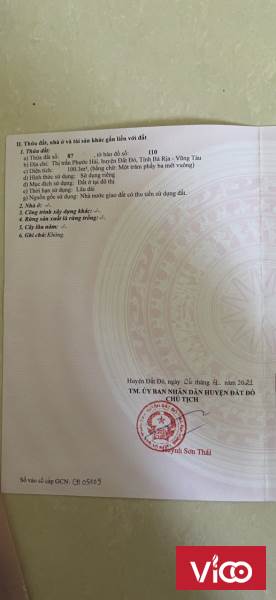 II. Thửa đất, nhà ở và tài sản khác gắn liền với đất
1. Thửa đất:
a) Thửa đất số: 87 , tờ bản đồ số: 110
b) Địa chỉ: Thị trấn Phước Hải, huyện Đất Đỏ, Tỉnh Bà Rịa - Vũng Tàu
c) Diện tích: 100.3m², (bằng chữ: Một trăm phẩy ba mét vuông)
d) Hình thức sử dụng: Sử dụng riêng
đ) Mục đích sử dụng: Đất ở tại đô thị
e) Thời hạn sử dụng: Lâu dài
g) Nguồn gốc sử dụng: Nhà nước giao đất có thu tiền sử dụng đất.
2. Nhà ở: -/-.
3. Công trình xây dựng khác: -/-.
4. Rừng sản xuất là rừng trồng: -/-.
5. Cây lâu năm: -/-.
6. Ghi chú: Không.
Huyện Đất Đỏ, ngày tháng năm
TM. ỦY BAN NHÂN DÂN HUYỆN ĐẤT ĐỎ
CHỦ TỊCH
Huỳnh Sơn Thái
Số vào sổ cấp GCN: CH 05109
ViCO